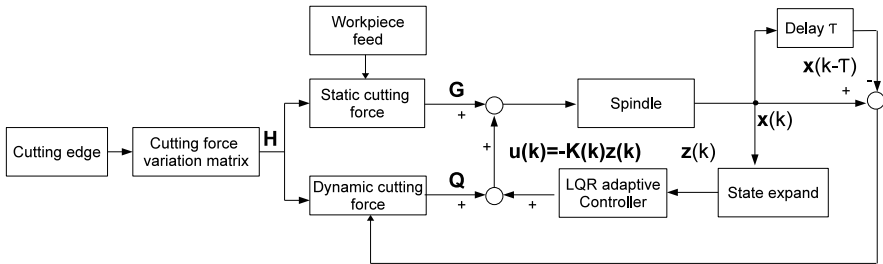 Workpiece
feed
Delay τ
x(k-τ)
-
Static cutting
force
G
+
Spindle
+
x(k)
Cutting edge
Cutting force
variation matrix
H
+
u(k)=-K(k)z(k)
z(k)
Dynamic cutting
force
Q
+
+
LQR adaptive
Controller
State expand